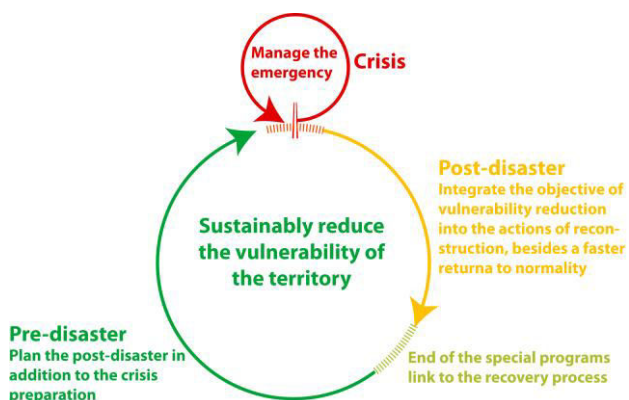 Manage the
emergency
Crisis
Post-disaster
Integrate the objective of
vulnerability reduction
into the actions of recon-
struction, besides a faster
returna to normality
Sustainably reduce
the vulnerability of
the territory
Pre-disaster
Plan the post-disaster in
addition to the crisis
preparation
End of the special programs
link to the recovery process